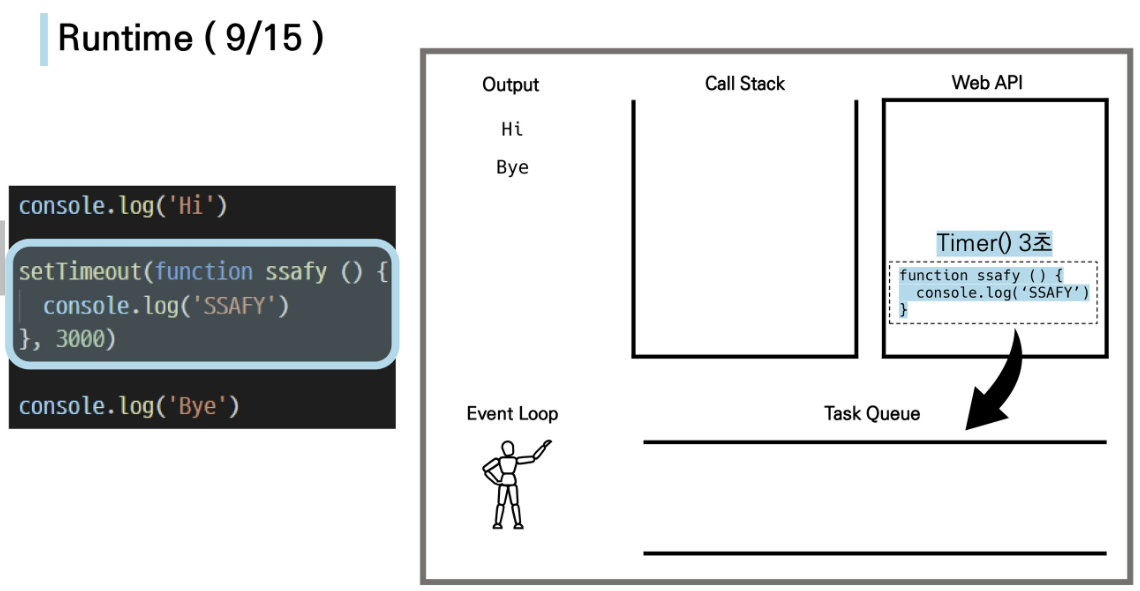 Runtime ( 9/15 )
console.log('Hi')
setTimeout(function ssafy () {
console.log('SSAFY')
}, 3000)
console.log('Bye')
Output
Hi
Bye
Call Stack
Web API
Timer() 3초
function ssafy () {
console.log(‘SSAFY’)
}
Event Loop
Task Queue